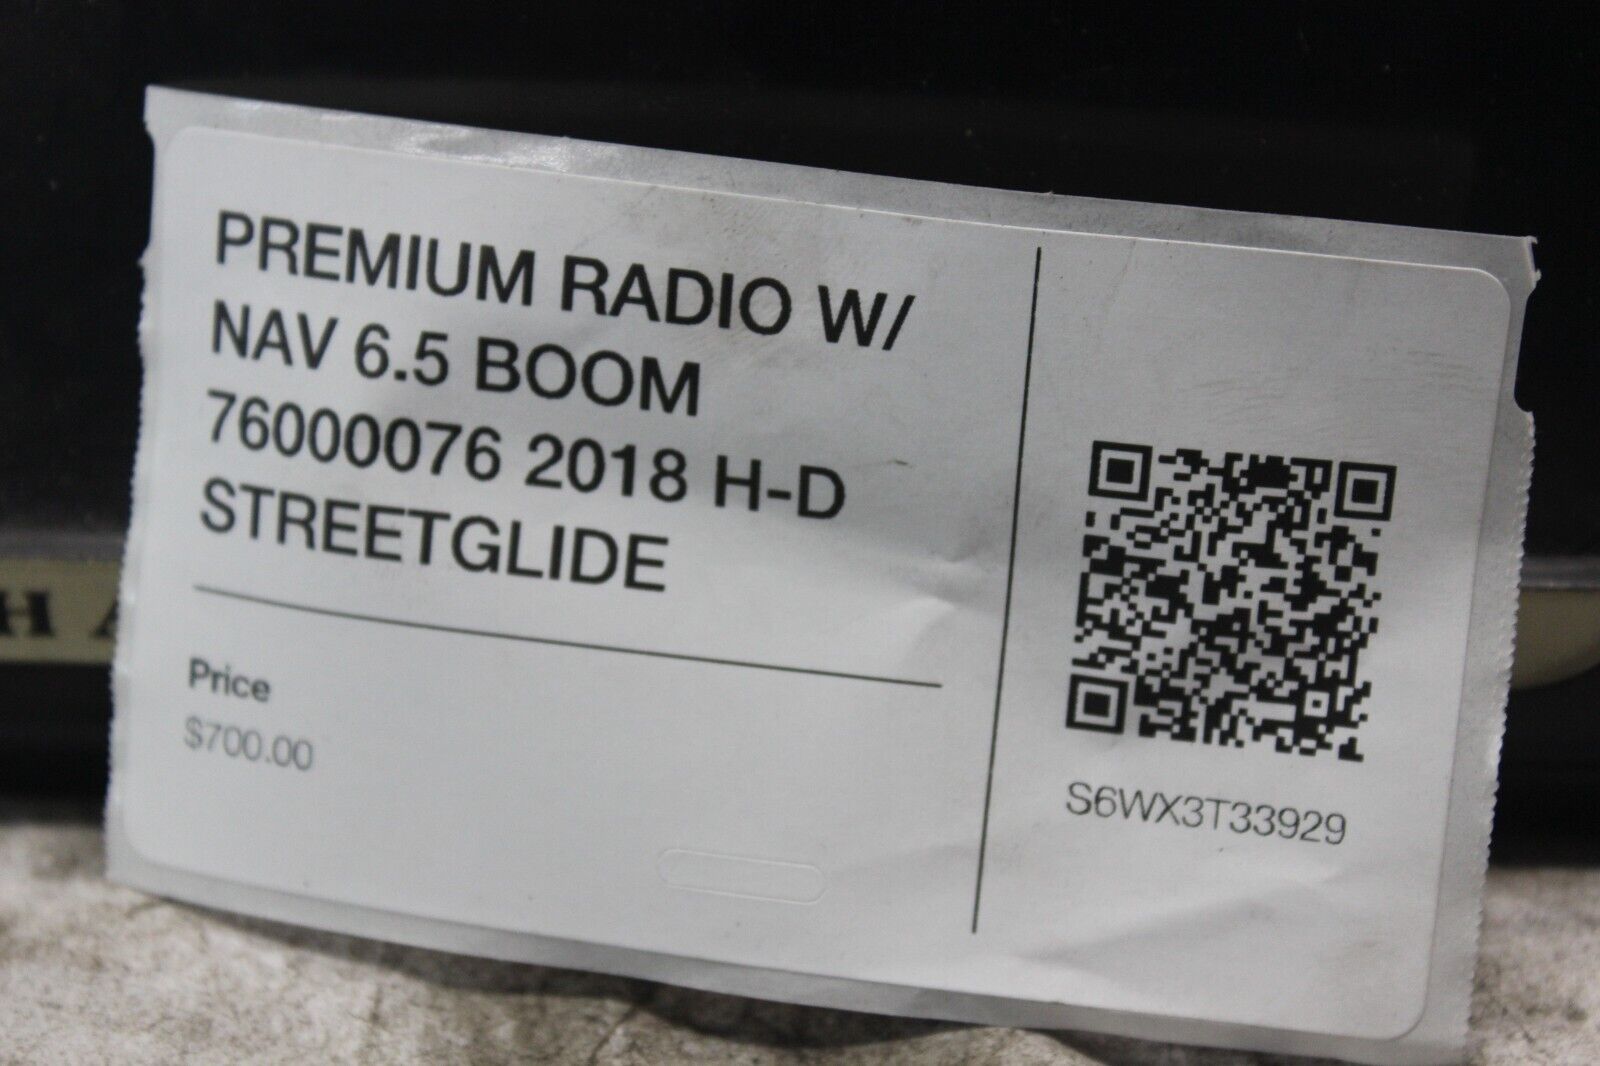 PREMIUM RADIO W/
NAV 6.5 BOOM
76000076 2018 H-D
STREETGLIDE
Price
$700.00
S6WX3T33929
H A